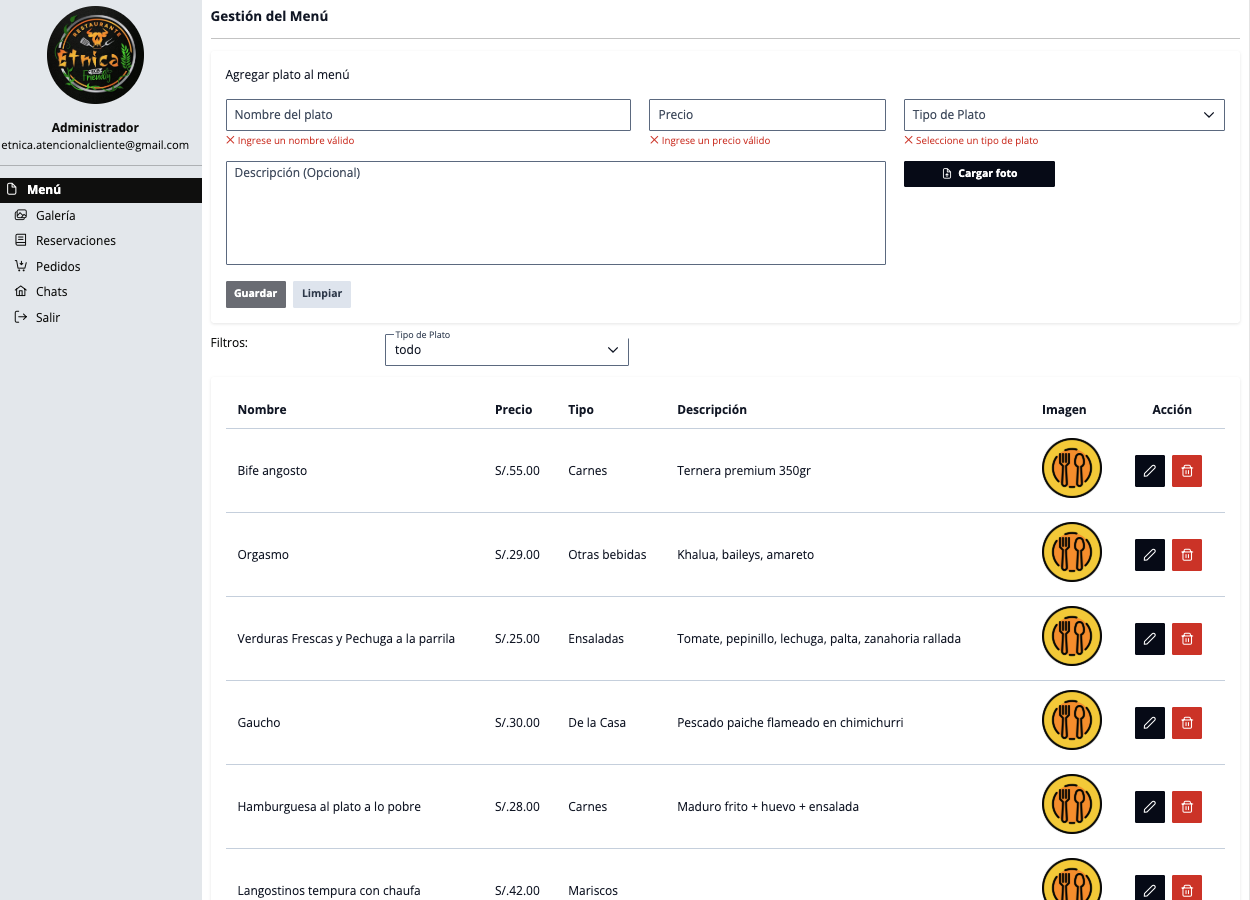 RESTAURANTE
Etnica
Friendly
Administrador
etnica.atencionalcliente@gmail.com
Menú
Galería
Reservaciones
Pedidos
Chats
Salir
Gestión del Menú
Agregar plato al menú
Nombre del plato
Precio
Tipo de Plato
Ingrese un nombre válido
Ingrese un precio válido
Seleccione un tipo de plato
Descripción (Opcional)
Cargar foto
Guardar
Limpiar
Filtros:
Tipo de Plato
todo
Nombre Precio Tipo Descripción Imagen Acción
Bife angosto S/.55.00 Carnes Ternera premium 350gr
Orgasmo S/.29.00 Otras bebidas Khalua, baileys, amareto
Verduras Frescas y Pechuga a la parrila S/.25.00 Ensaladas Tomate, pepinillo, lechuga, palta, zanahoria rallada
Gaucho S/.30.00 De la Casa Pescado paiche flameado en chimichurri
Hamburguesa al plato a lo pobre S/.28.00 Carnes Maduro frito + huevo + ensalada
Langostinos tempura con chaufa S/.42.00 Mariscos